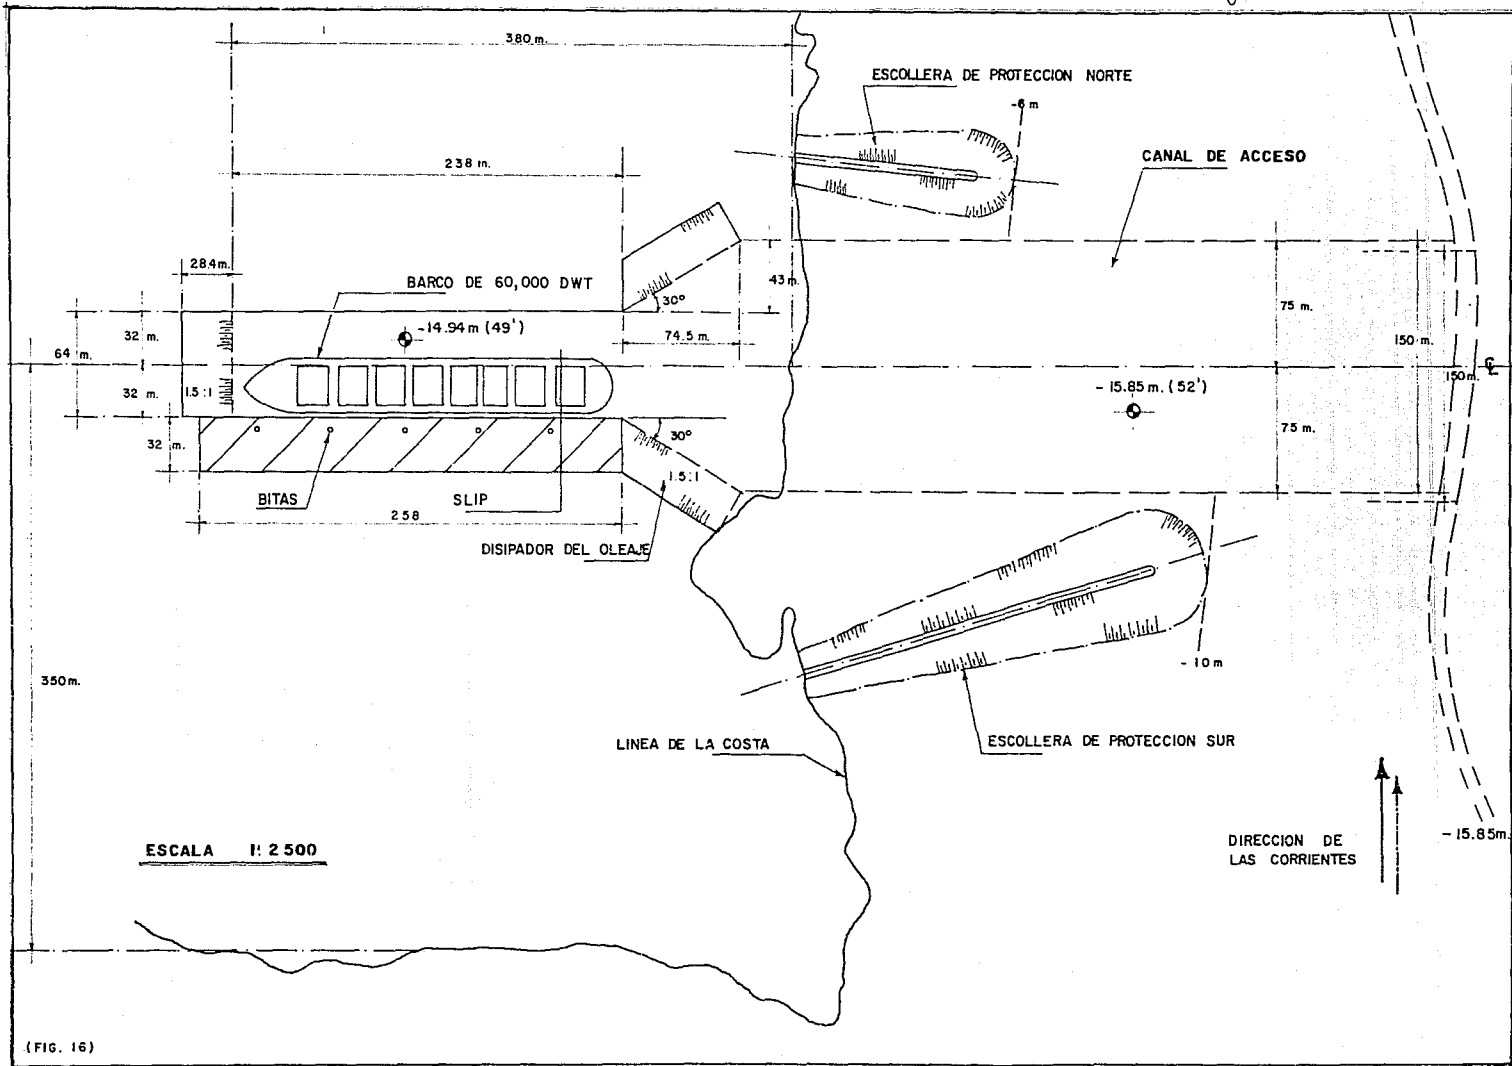 380 m.
ESCOLLERA DE PROTECCION NORTE
-6 m
CANAL DE ACCESO
238 m.
28.4 m.
BARCO DE 60,000 DWT
-14.94 m (49')
30°
43 m.
74.5 m.
75 m.
150 m.
32 m.
64 m.
32 m.
1.5:1
-15.85 m. (52')
150 m.
32 m.
30°
1.5:1
75 m.
BITAS
SLIP
258
DISIPADOR DEL OLEAJE
350 m.
-10 m
LINEA DE LA COSTA
ESCOLLERA DE PROTECCION SUR
ESCALA 1:2500
DIRECCION DE
LAS CORRIENTES
-15.85 m.
(FIG. 16)